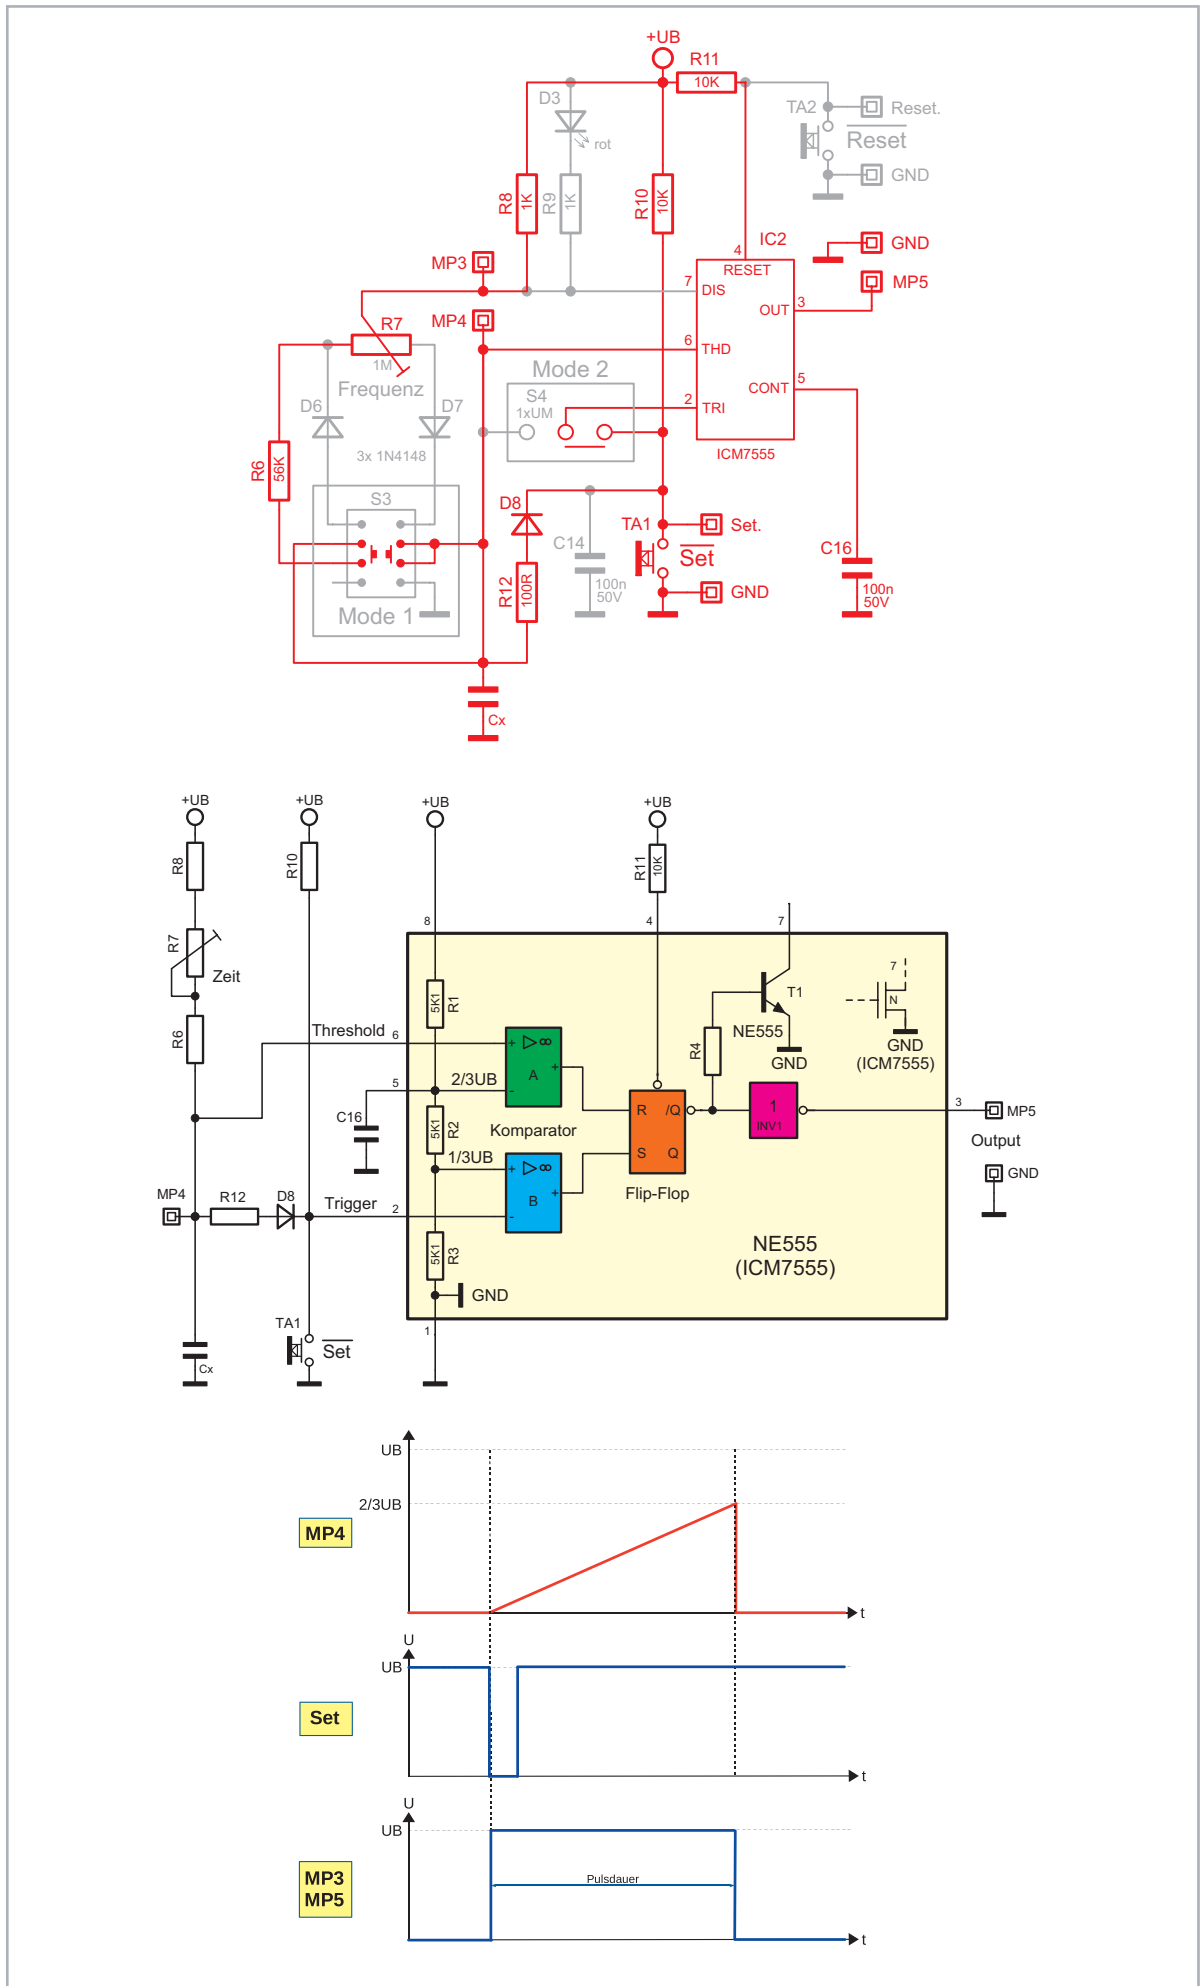 +UB
R11
10K
D3
rot
TA2
Reset.
Reset
GND
R8
1K
R9
1K
R10
10K
IC2
GND
MP5
MP3
4
RESET
7
DIS
OUT
3
MP4
R7
1M
Frequenz
6
THD
Mode 2
S4
1xUM
CONT
5
2
TRI
ICM7555
D6
D7
3x 1N4148
R6
56K
S3
Mode 1
D8
R12
100R
C14
100n
50V
TA1
Set.
Set
GND
C16
100n
50V
Cx
+UB
+UB
+UB
+UB
R8
R10
R11
10K
R7
Zeit
R6
8
4
7
7
5K1
R1
T1
N
NE555
GND
GND
(ICM7555)
R4
Threshold
6
+
▷∞
A
+
-
5
2/3UB
C16
5K1
R2
Komparator
R
/Q
S
Q
Flip-Flop
1
INV1
3
MP5
Output
GND
1/3UB
+
▷∞
B
+
-
MP4
R12
D8
Trigger
2
5K1
R3
GND
NE555
(ICM7555)
1
TA1
Set
Cx
UB
2/3UB
MP4
t
U
UB
Set
t
U
UB
MP3
MP5
Pulsdauer
t